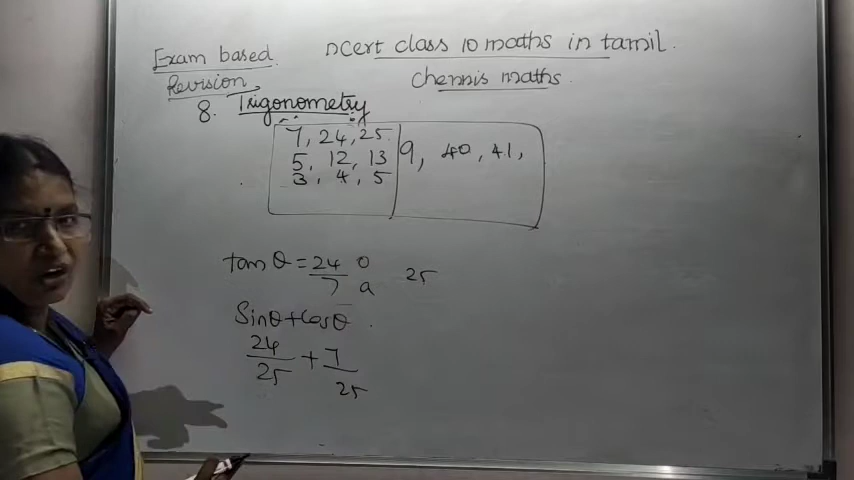 Exam based
Revision
ncert class 10 maths in tamil.
chennis maths
8. Trigonometry
7, 24, 25
5, 12, 13
3, 4, 5
9, 40, 41,
tan θ = 24/7 o/a 25
Sinθ + Cosθ
24/25 + 7/25